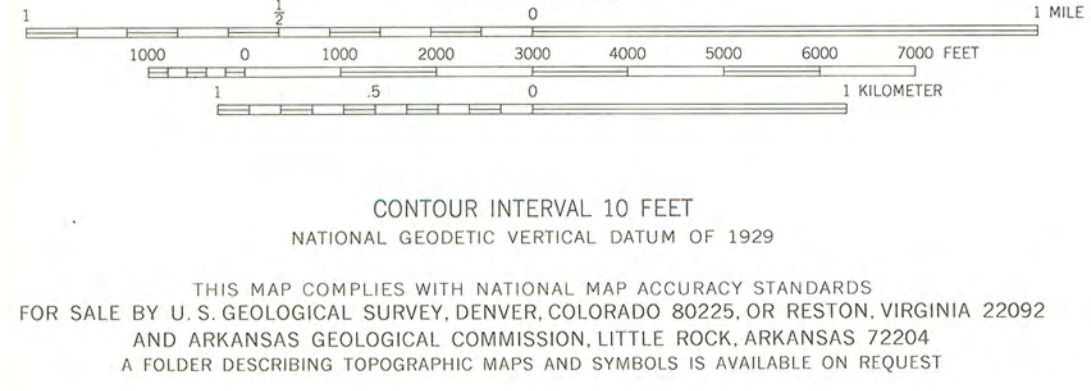 1 ½ 0 1 MILE
1000 0 1000 2000 3000 4000 5000 6000 7000 FEET
1 .5 0 1 KILOMETER
CONTOUR INTERVAL 10 FEET
NATIONAL GEODETIC VERTICAL DATUM OF 1929
THIS MAP COMPLIES WITH NATIONAL MAP ACCURACY STANDARDS
FOR SALE BY U. S. GEOLOGICAL SURVEY, DENVER, COLORADO 80225, OR RESTON, VIRGINIA 22092
AND ARKANSAS GEOLOGICAL COMMISSION, LITTLE ROCK, ARKANSAS 72204
A FOLDER DESCRIBING TOPOGRAPHIC MAPS AND SYMBOLS IS AVAILABLE ON REQUEST